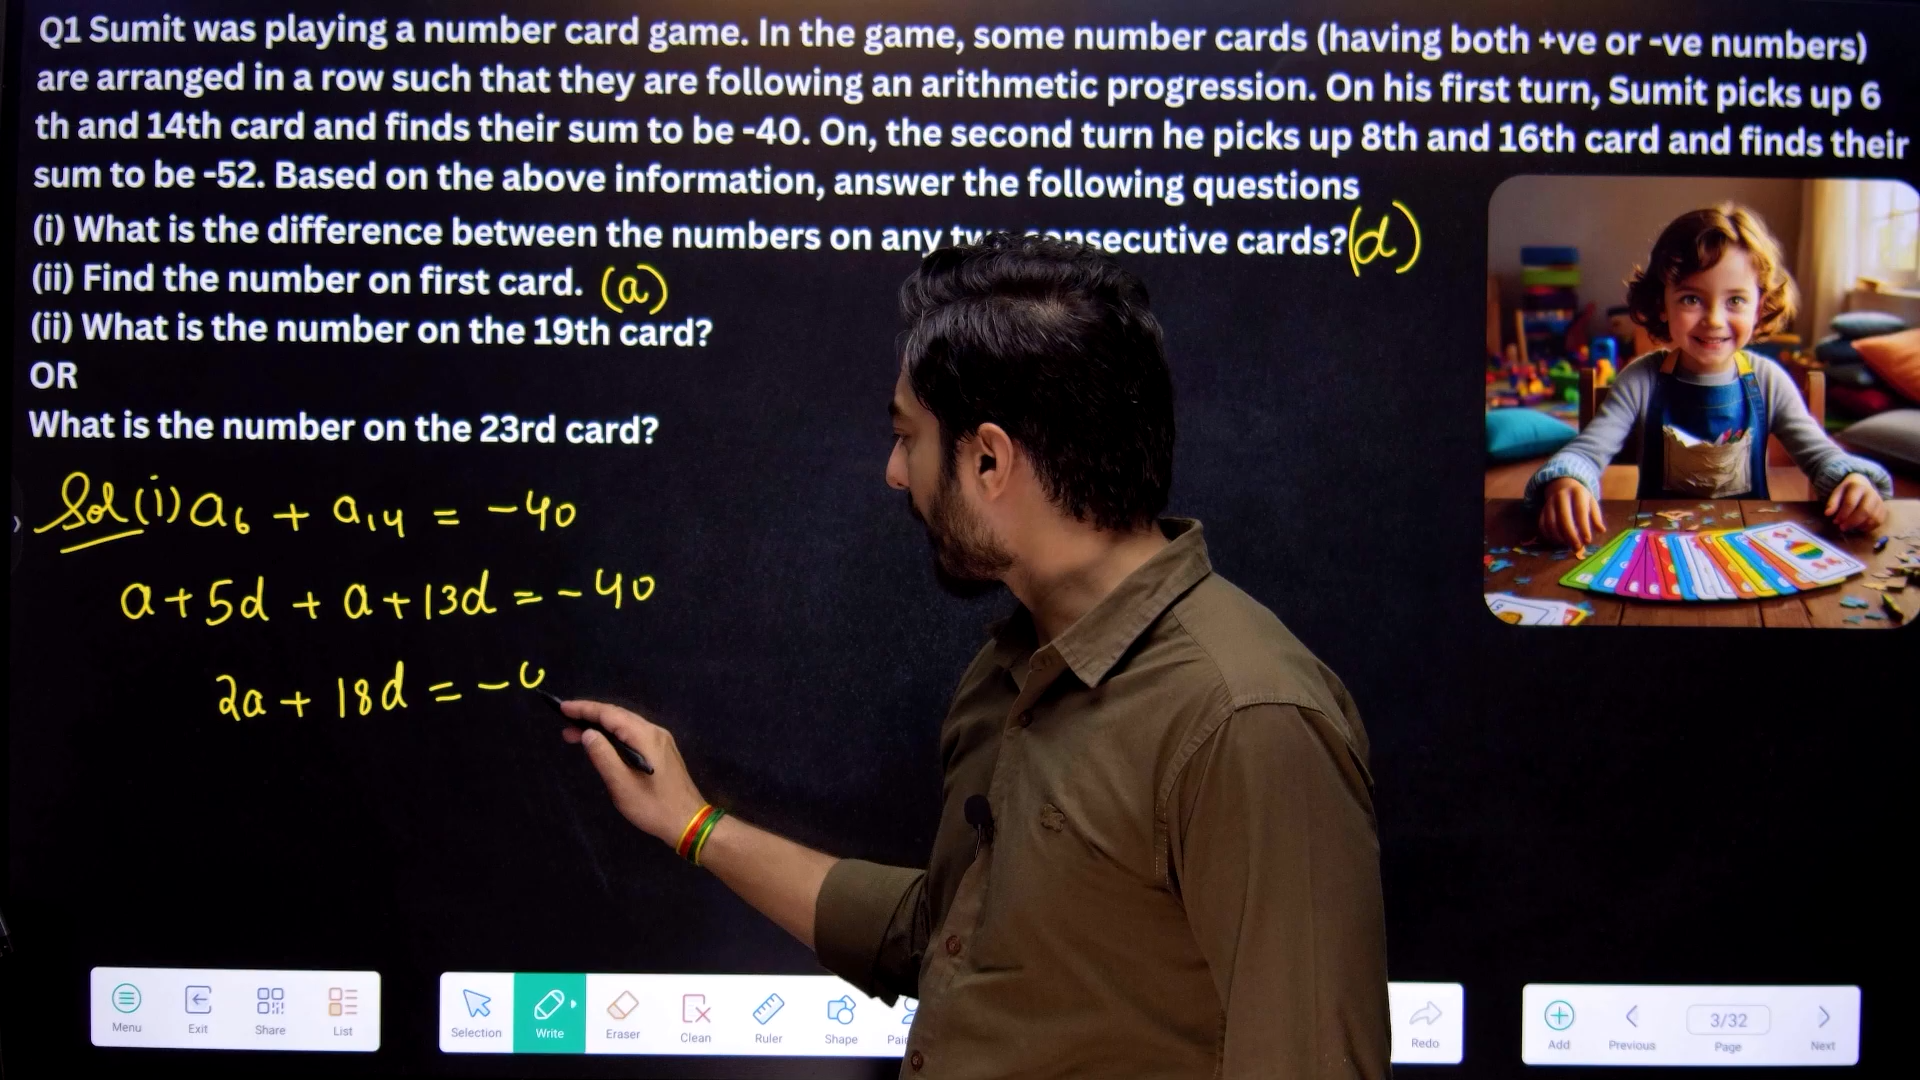 Q1 Sumit was playing a number card game. In the game, some number cards (having both +ve or -ve numbers)
are arranged in a row such that they are following an arithmetic progression. On his first turn, Sumit picks up 6
th and 14th card and finds their sum to be -40. On, the second turn he picks up 8th and 16th card and finds their
sum to be -52. Based on the above information, answer the following questions
(i) What is the difference between the numbers on any consecutive cards? (d)
(ii) Find the number on first card. (a)
(ii) What is the number on the 19th card?
OR
What is the number on the 23rd card?
Sol (i) a₆ + a₁₄ = -40
a+5d + a+13d = -40
2a + 18d = -
Menu Exit Share List
Selection Write Eraser Clean Ruler Shape
Redo
Add Previous 3/32 Page Next